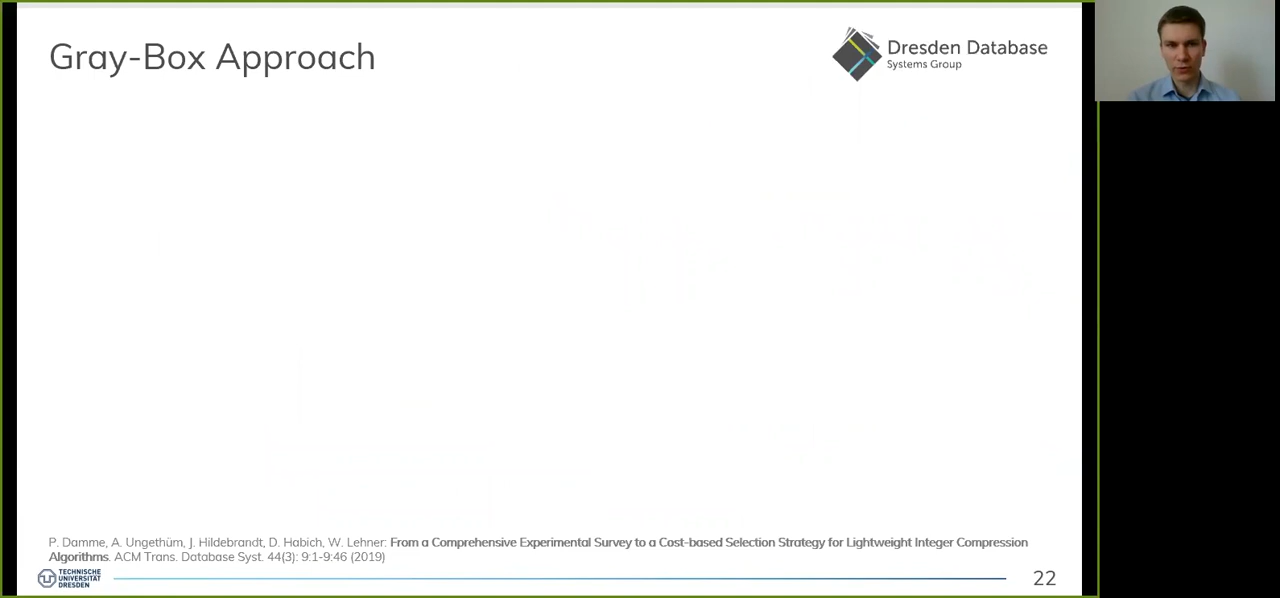 Gray-Box Approach
Dresden Database
Systems Group
P. Damme, A. Ungethüm, J. Hildebrandt, D. Habich, W. Lehner: From a Comprehensive Experimental Survey to a Cost-based Selection Strategy for Lightweight Integer Compression
Algorithms. ACM Trans. Database Syst. 44(3): 9:1-9:46 (2019)
TECHNISCHE
UNIVERSITÄT
DRESDEN
22